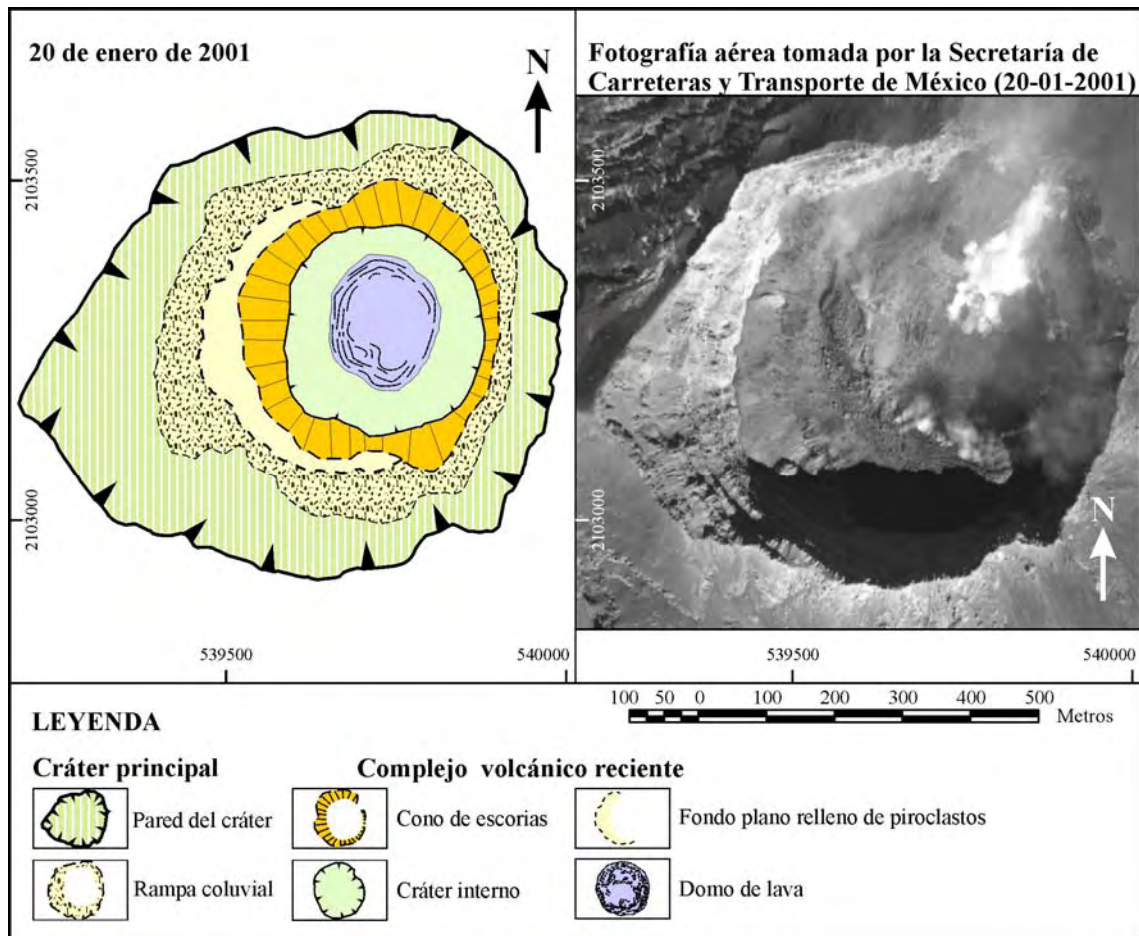 20 de enero de 2001
N
2103500
2103000
539500
540000
Fotografía aérea tomada por la Secretaría de
Carreteras y Transporte de México (20-01-2001)
2103500
2103000
N
539500
540000
100 50 0 100 200 300 400 500
Metros
LEYENDA
Cráter principal
Pared del cráter
Rampa coluvial
Complejo volcánico reciente
Cono de escorias
Cráter interno
Fondo plano relleno de piroclastos
Domo de lava